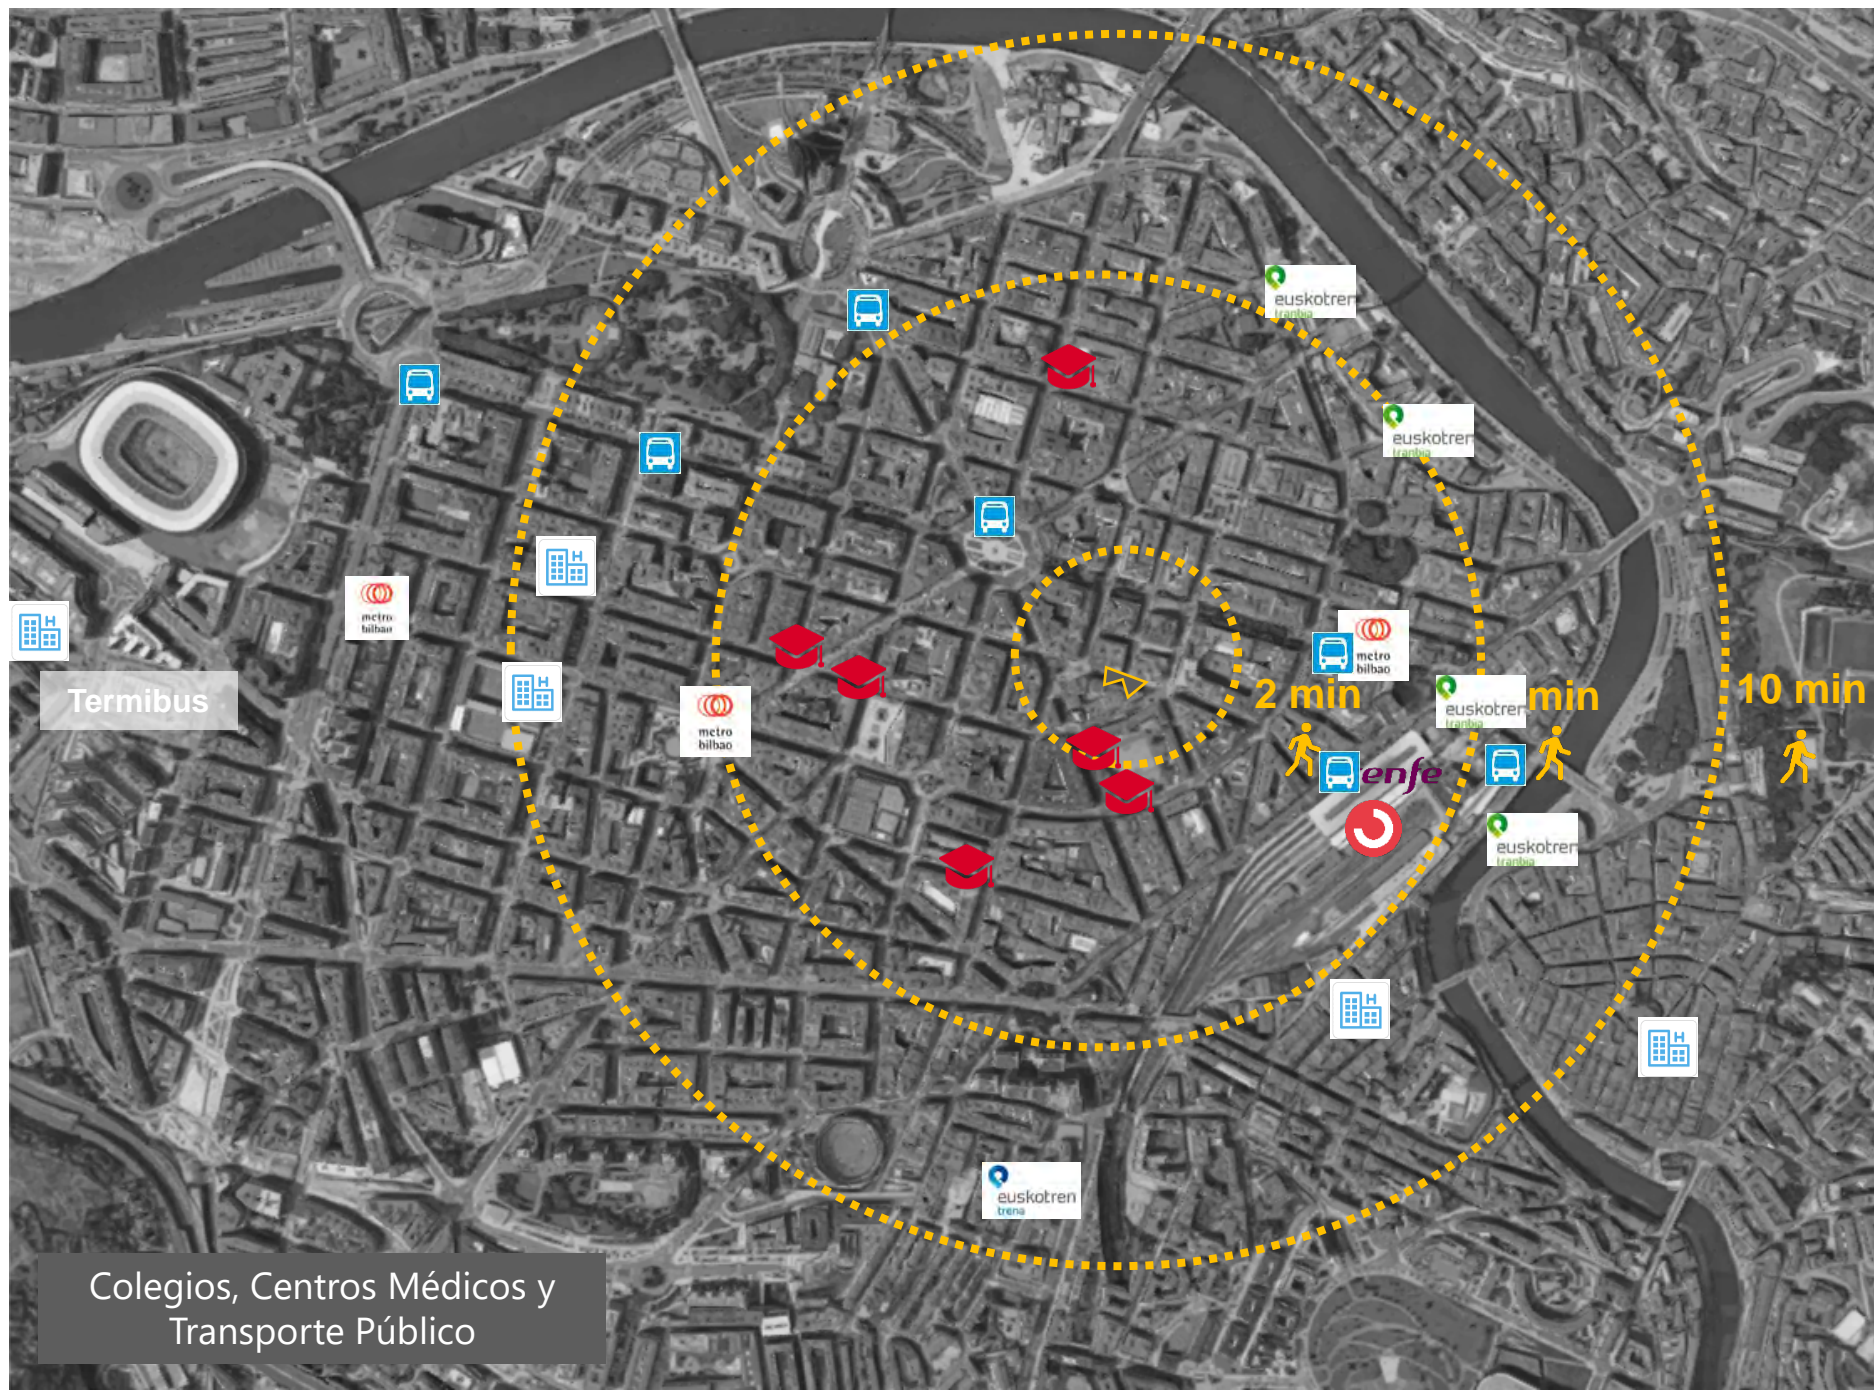 euskotren
tranbia
euskotren
tranbia
H
H
metro
bilbao
metro
bilbao
Termibus
H
2 min
euskotren
tranbia
min
10 min
metro
bilbao
enfe
euskotren
tranbia
H
H
euskotren
trena
Colegios, Centros Médicos y
Transporte Público